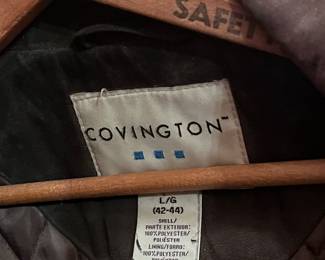 SAFET
COVINGTON™
L/G
(42-44)
SHELL/
PARTE EXTERIOR:
100%POLYESTER/
POLIÉSTER
LINING/FORRO:
100%POLYESTER/